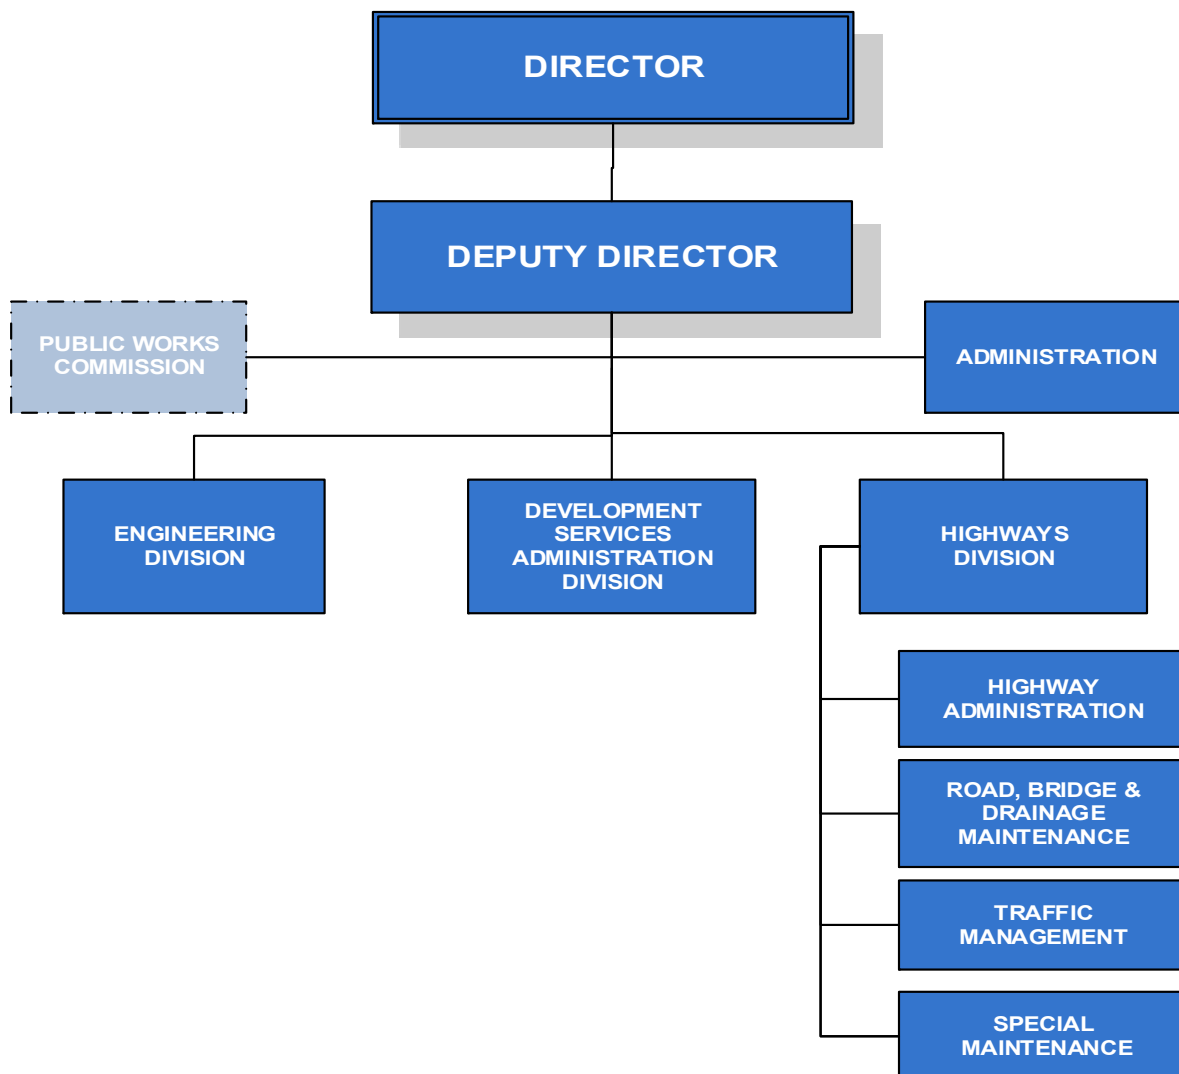 DIRECTOR
DEPUTY DIRECTOR
PUBLIC WORKS
COMMISSION
ADMINISTRATION
ENGINEERING
DIVISION
DEVELOPMENT
SERVICES
ADMINISTRATION
DIVISION
HIGHWAYS
DIVISION
HIGHWAY
ADMINISTRATION
ROAD, BRIDGE &
DRAINAGE
MAINTENANCE
TRAFFIC
MANAGEMENT
SPECIAL
MAINTENANCE